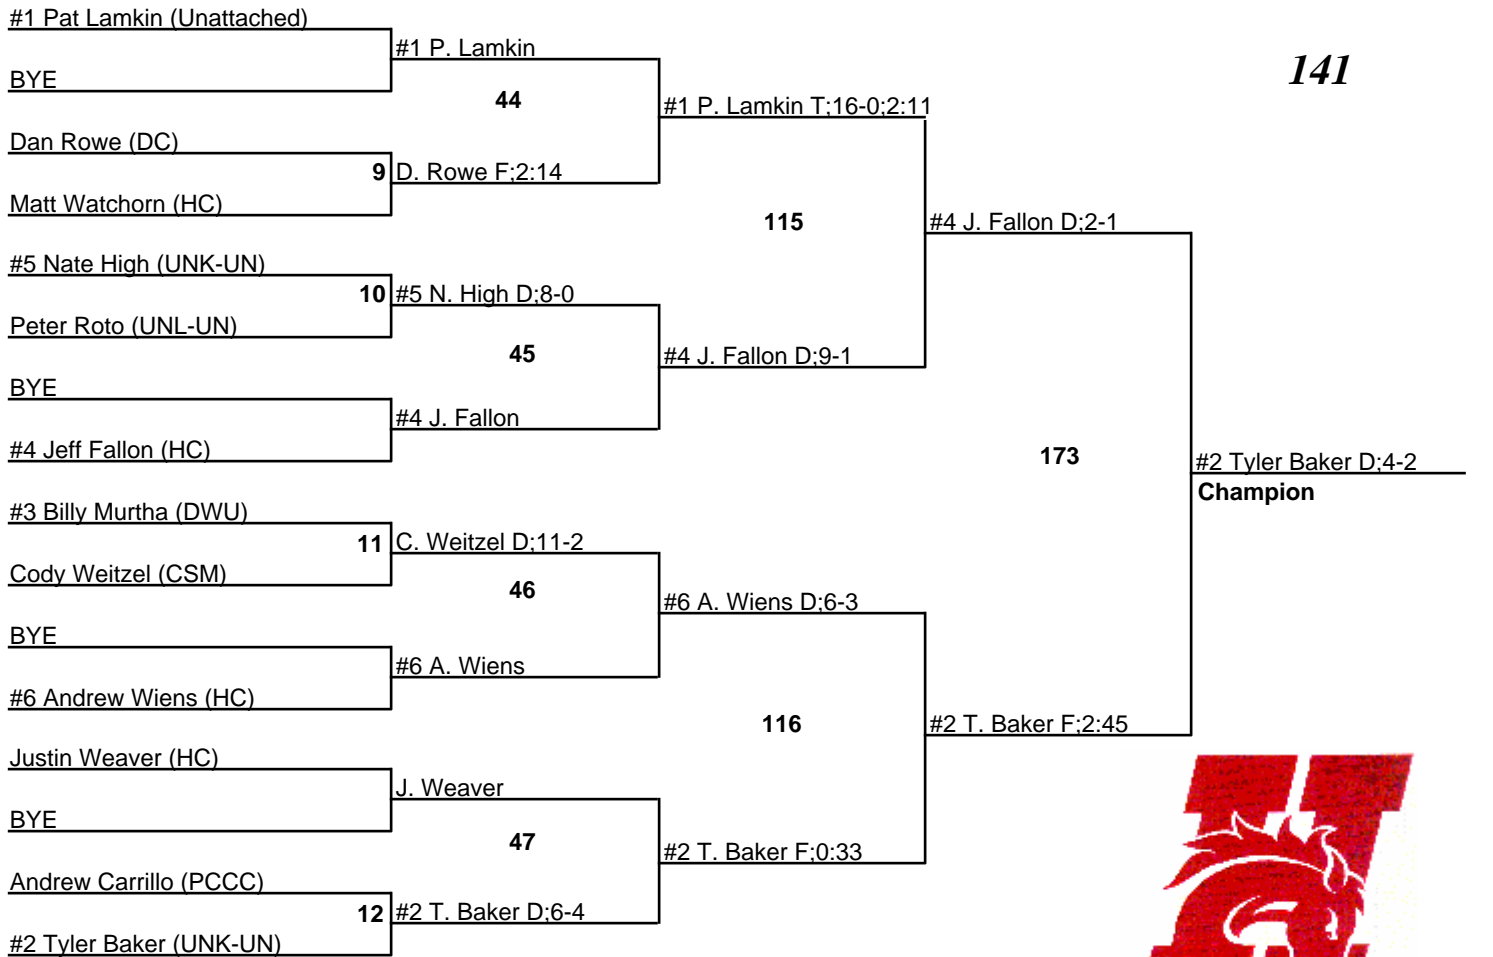 #1 Pat Lamkin (Unattached)
#1 P. Lamkin
141
BYE
44
#1 P. Lamkin T;16-0;2:11
Dan Rowe (DC)
9
D. Rowe F;2:14
Matt Watchorn (HC)
115
#4 J. Fallon D;2-1
#5 Nate High (UNK-UN)
10
#5 N. High D;8-0
Peter Roto (UNL-UN)
45
#4 J. Fallon D;9-1
BYE
#4 J. Fallon
#4 Jeff Fallon (HC)
173
#2 Tyler Baker D;4-2
Champion
#3 Billy Murtha (DWU)
11
C. Weitzel D;11-2
Cody Weitzel (CSM)
46
#6 A. Wiens D;6-3
BYE
#6 A. Wiens
#6 Andrew Wiens (HC)
116
#2 T. Baker F;2:45
Justin Weaver (HC)
J. Weaver
BYE
47
#2 T. Baker F;0:33
Andrew Carrillo (PCCC)
12
#2 T. Baker D;6-4
#2 Tyler Baker (UNK-UN)